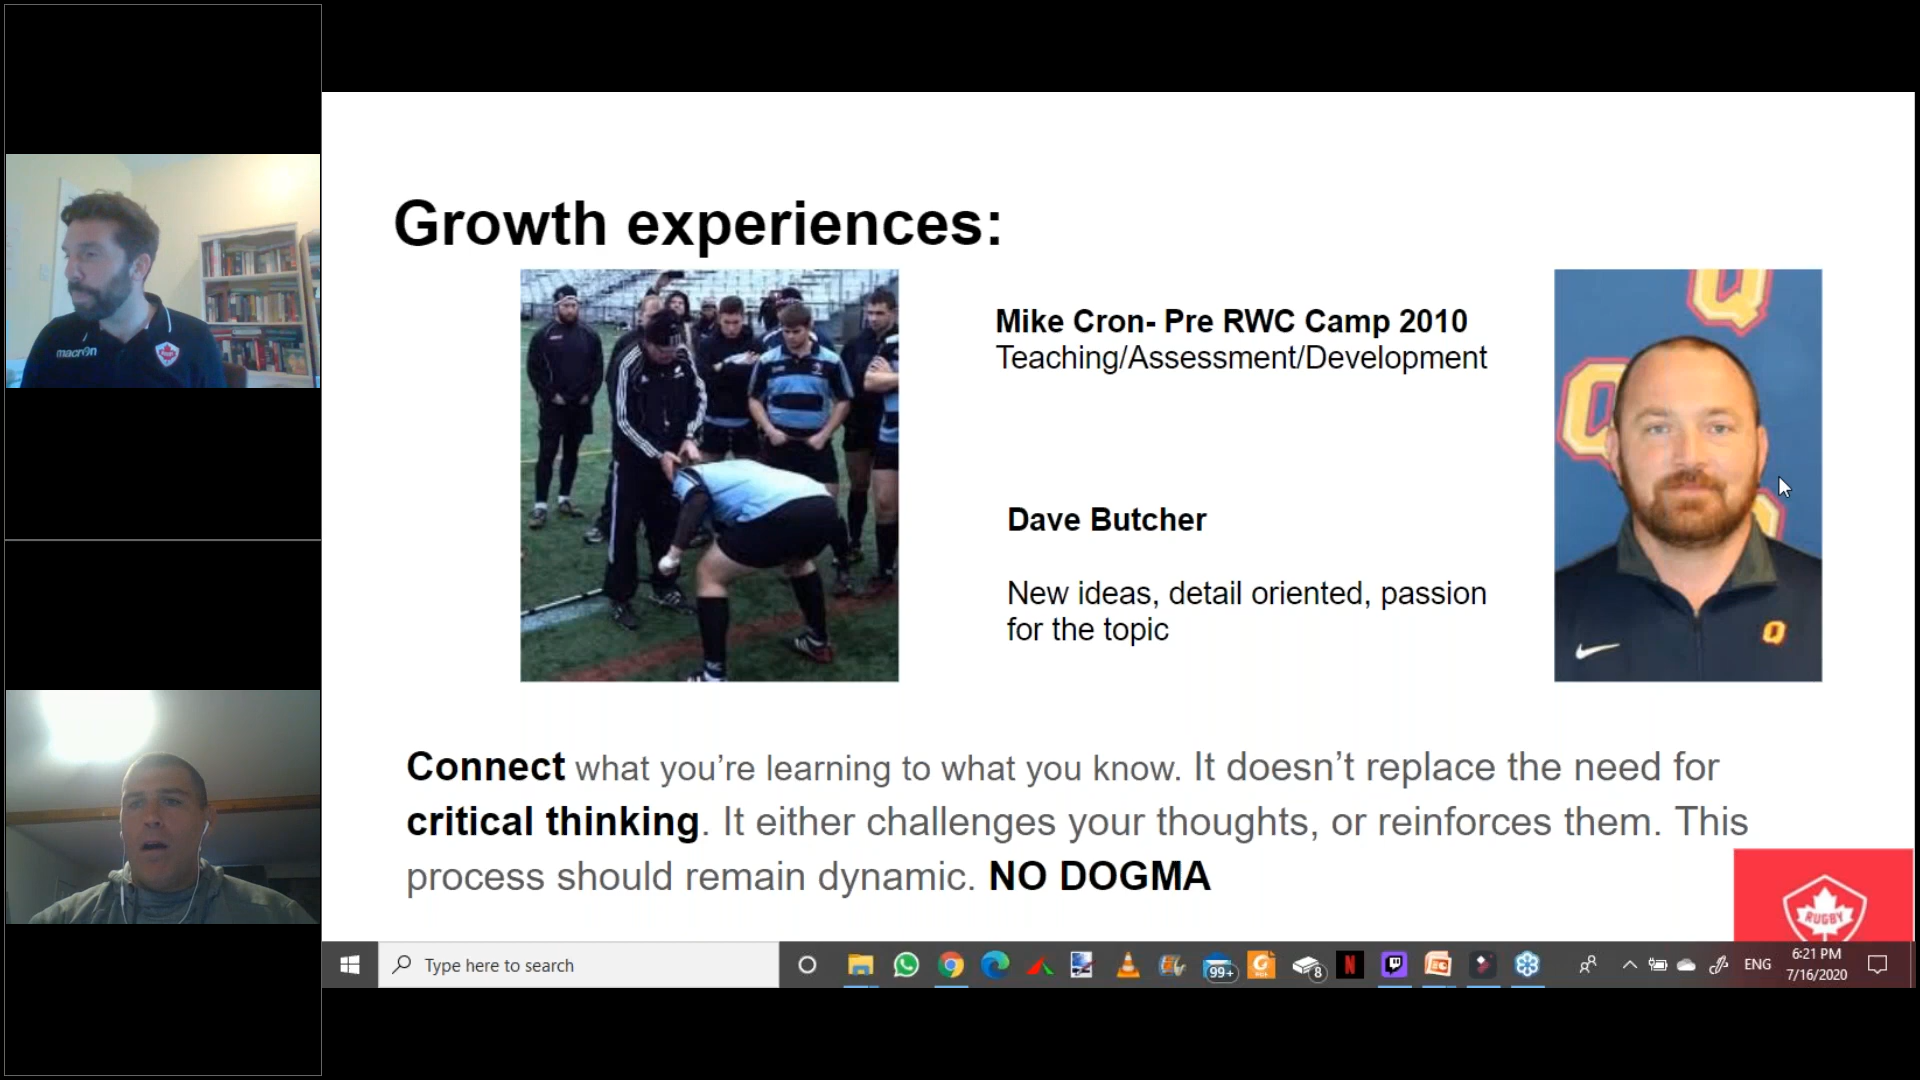 macron
RUGBY
Growth experiences:
Mike Cron- Pre RWC Camp 2010
Teaching/Assessment/Development
Dave Butcher
New ideas, detail oriented, passion
for the topic
Q
Q
Q
Connect what you’re learning to what you know. It doesn’t replace the need for
critical thinking. It either challenges your thoughts, or reinforces them. This
process should remain dynamic. NO DOGMA
RUGBY
Type here to search
99+
8
N
ENG
6:21 PM
7/16/2020